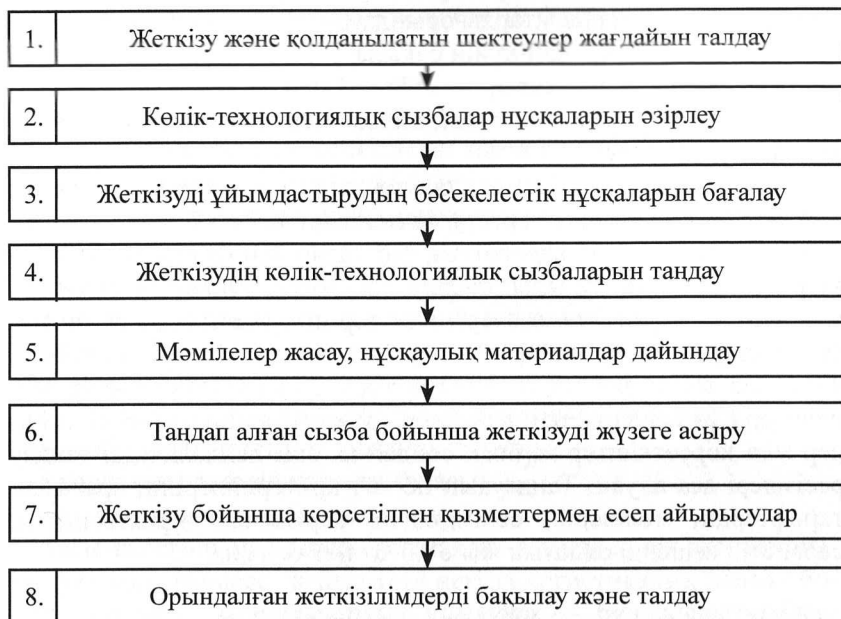 1. Жеткізу және қолданылатын шектеулер жағдайын талдау
2. Көлік-технологиялық сызбалар нұсқаларын әзірлеу
3. Жеткізуді ұйымдастырудың бәсекелестік нұсқаларын бағалау
4. Жеткізудің көлік-технологиялық сызбаларын таңдау
5. Мәмілелер жасау, нұсқаулық материалдар дайындау
6. Таңдап алған сызба бойынша жеткізуді жүзеге асыру
7. Жеткізу бойынша көрсетілген қызметтермен есеп айырысулар
8. Орындалған жеткізілімдерді бақылау және талдау